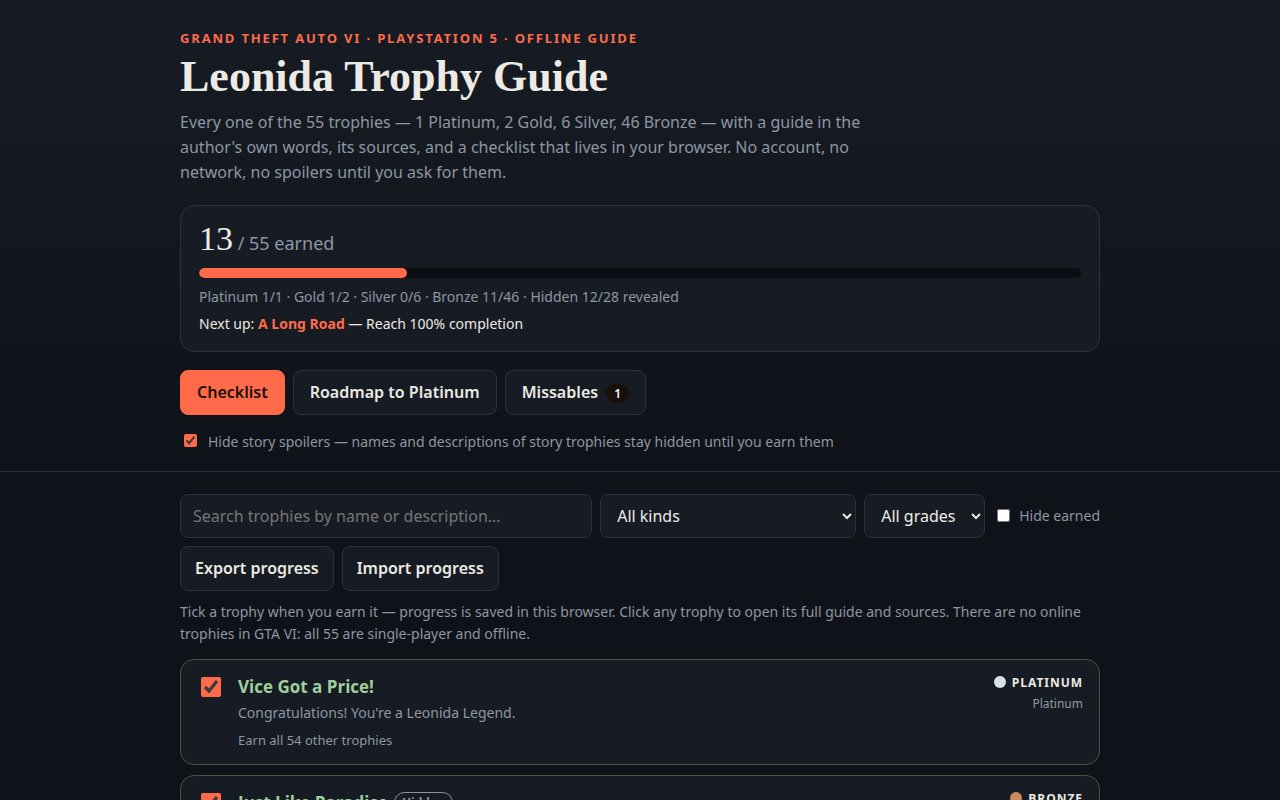 GRAND THEFT AUTO VI · PLAYSTATION 5 · OFFLINE GUIDE
Leonida Trophy Guide
Every one of the 55 trophies — 1 Platinum, 2 Gold, 6 Silver, 46 Bronze — with a guide in the
author's own words, its sources, and a checklist that lives in your browser. No account, no
network, no spoilers until you ask for them.
13 / 55 earned
Platinum 1/1 · Gold 1/2 · Silver 0/6 · Bronze 11/46 · Hidden 12/28 revealed
Next up: A Long Road — Reach 100% completion
Checklist
Roadmap to Platinum
Missables 1
Hide story spoilers — names and descriptions of story trophies stay hidden until you earn them
Search trophies by name or description...
All kinds
All grades
Hide earned
Export progress
Import progress
Tick a trophy when you earn it — progress is saved in this browser. Click any trophy to open its full guide and sources. There are no online
trophies in GTA VI: all 55 are single-player and offline.
Vice Got a Price!
PLATINUM
Congratulations! You're a Leonida Legend.
Platinum
Earn all 54 other trophies
Just Like Paradise
BRONZE